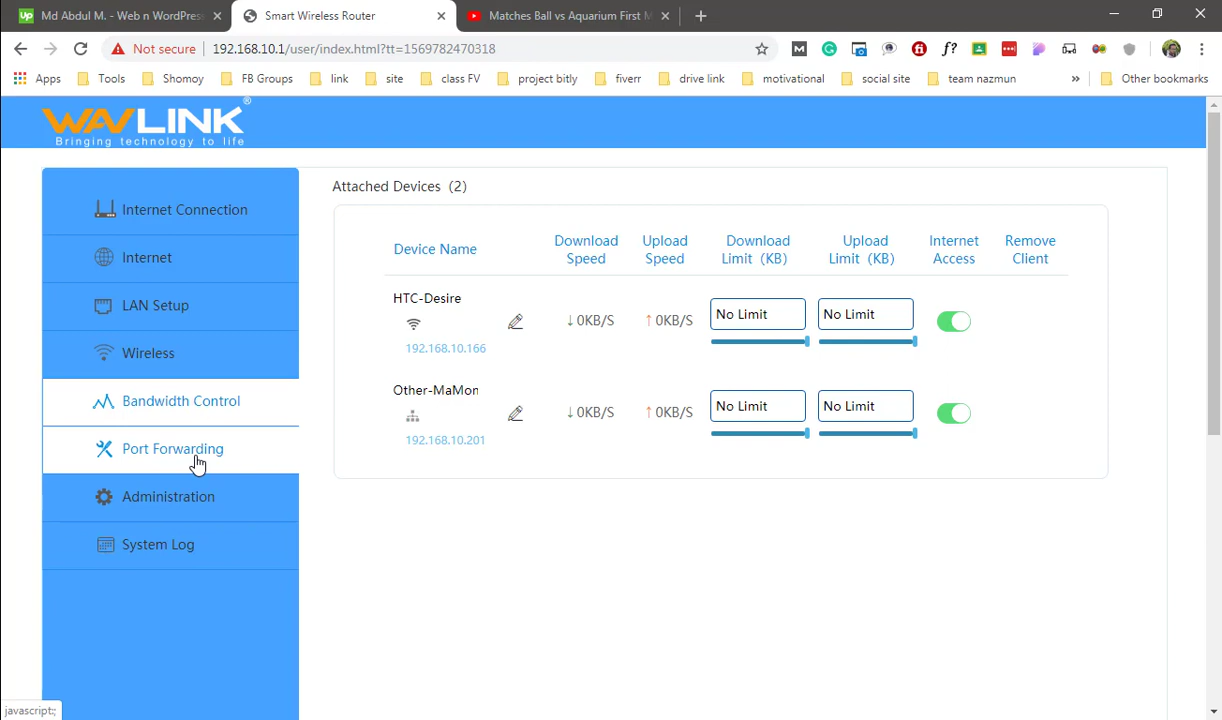 Md Abdul M. - Web n WordPres
Smart Wireless Router
Matches Ball vs Aquarium First M
Not secure
192.168.10.1/user/index.html?tt=1569782470318
Apps
Tools
Shomoy
FB Groups
link
site
class FV
project bitly
fiverr
drive link
motivational
social site
team nazmun
»
Other bookmarks
WAVLINK®
Bringing technology to life
Internet Connection
Internet
LAN Setup
Wireless
Bandwidth Control
Port Forwarding
Administration
System Log
Attached Devices (2)
Device Name
Download Speed
Upload Speed
Download Limit (KB)
Upload Limit (KB)
Internet Access
Remove Client
HTC-Desire
192.168.10.166
↓0KB/S
↑0KB/S
No Limit
No Limit
Other-MaMon
192.168.10.201
↓0KB/S
↑0KB/S
No Limit
No Limit
javascript:;